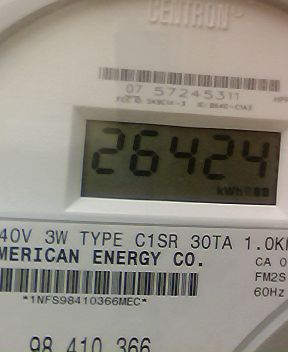 CENTRON
07 57245311
26424
kWh
40V 3W TYPE C1SR 30TA 1.0K
MERICAN ENERGY CO.
CA 0
FM2S
60Hz
*1NFS98410366MEC*
98 410 366